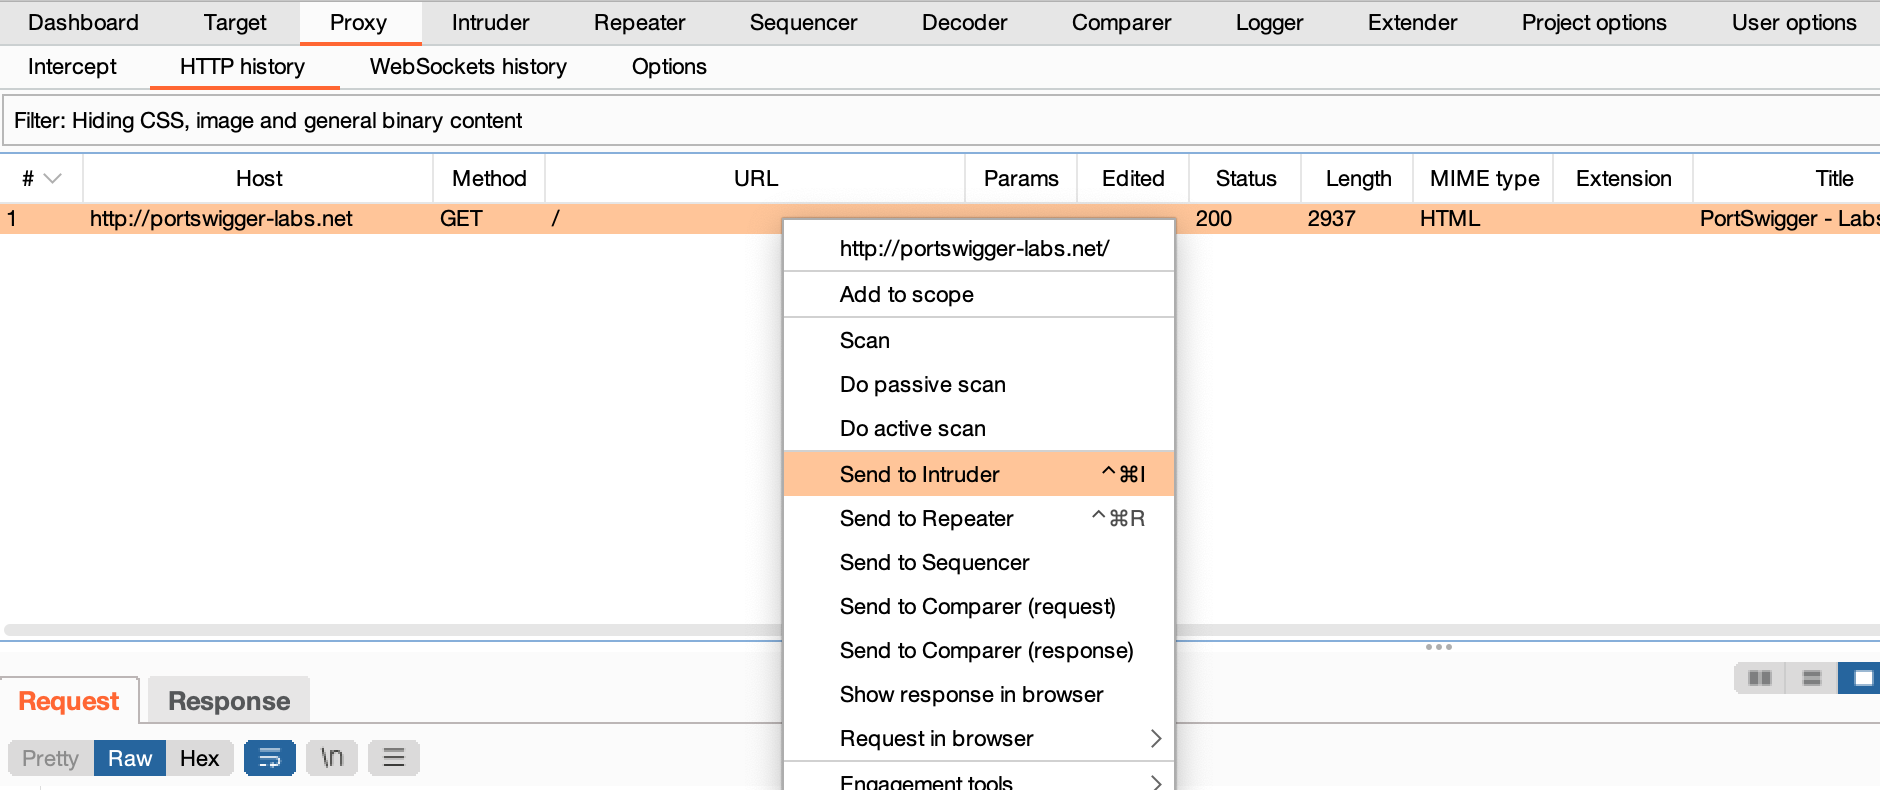 Dashboard Target Proxy Intruder Repeater Sequencer Decoder Comparer Logger Extender Project options User options
Intercept HTTP history WebSockets history Options
Filter: Hiding CSS, image and general binary content
# Host Method URL Params Edited Status Length MIME type Extension Title
1 http://portswigger-labs.net GET / 200 2937 HTML PortSwigger - Labs
http://portswigger-labs.net/
Add to scope
Scan
Do passive scan
Do active scan
Send to Intruder ^⌘I
Send to Repeater ^⌘R
Send to Sequencer
Send to Comparer (request)
Send to Comparer (response)
Show response in browser
Request in browser
Engagement tools
Request Response
Pretty Raw Hex \n